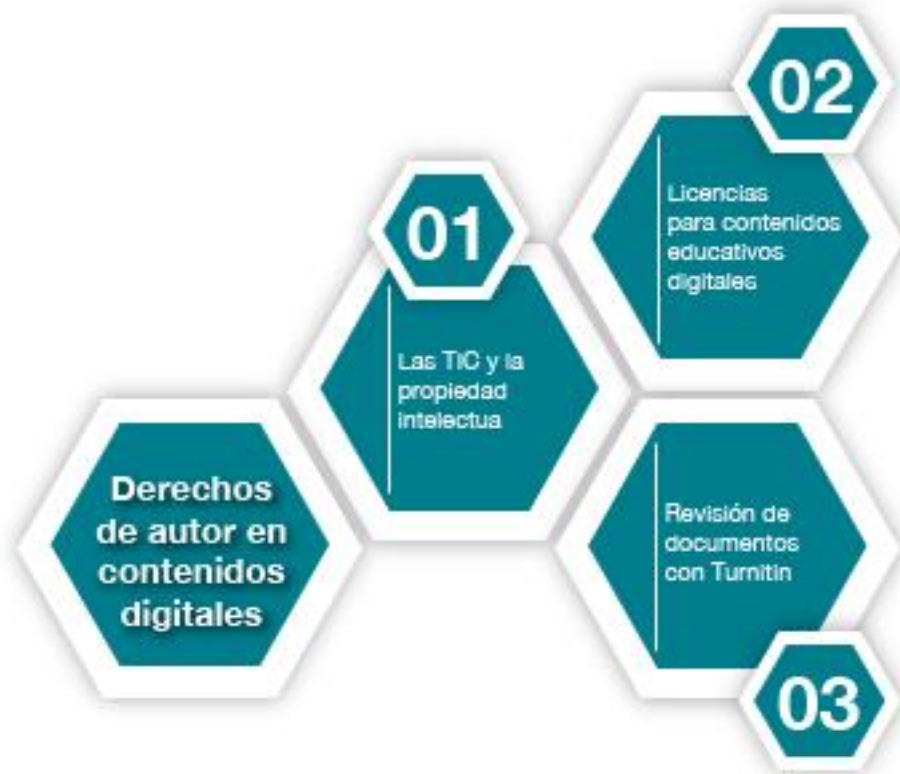 Derechos
de autor en
contenidos
digitales
01
Las TIC y la
propiedad
intelectua
02
Licencias
para contenidos
educativos
digitales
Revisión de
documentos
con Turnitin
03